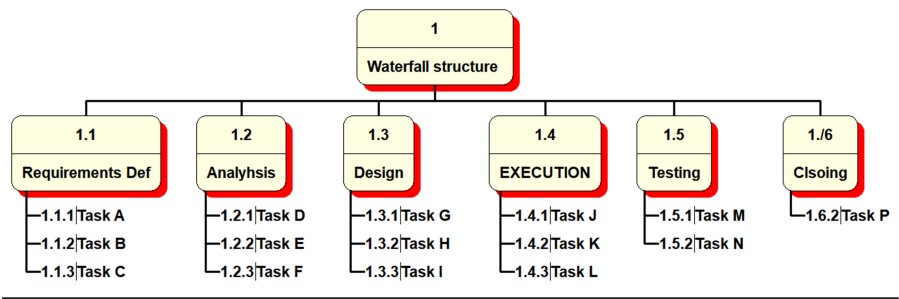 1
Waterfall structure
1.1
Requirements Def
1.1.1 Task A
1.1.2 Task B
1.1.3 Task C
1.2
Analyhsis
1.2.1 Task D
1.2.2 Task E
1.2.3 Task F
1.3
Design
1.3.1 Task G
1.3.2 Task H
1.3.3 Task I
1.4
EXECUTION
1.4.1 Task J
1.4.2 Task K
1.4.3 Task L
1.5
Testing
1.5.1 Task M
1.5.2 Task N
1./6
Clsoing
1.6.2 Task P